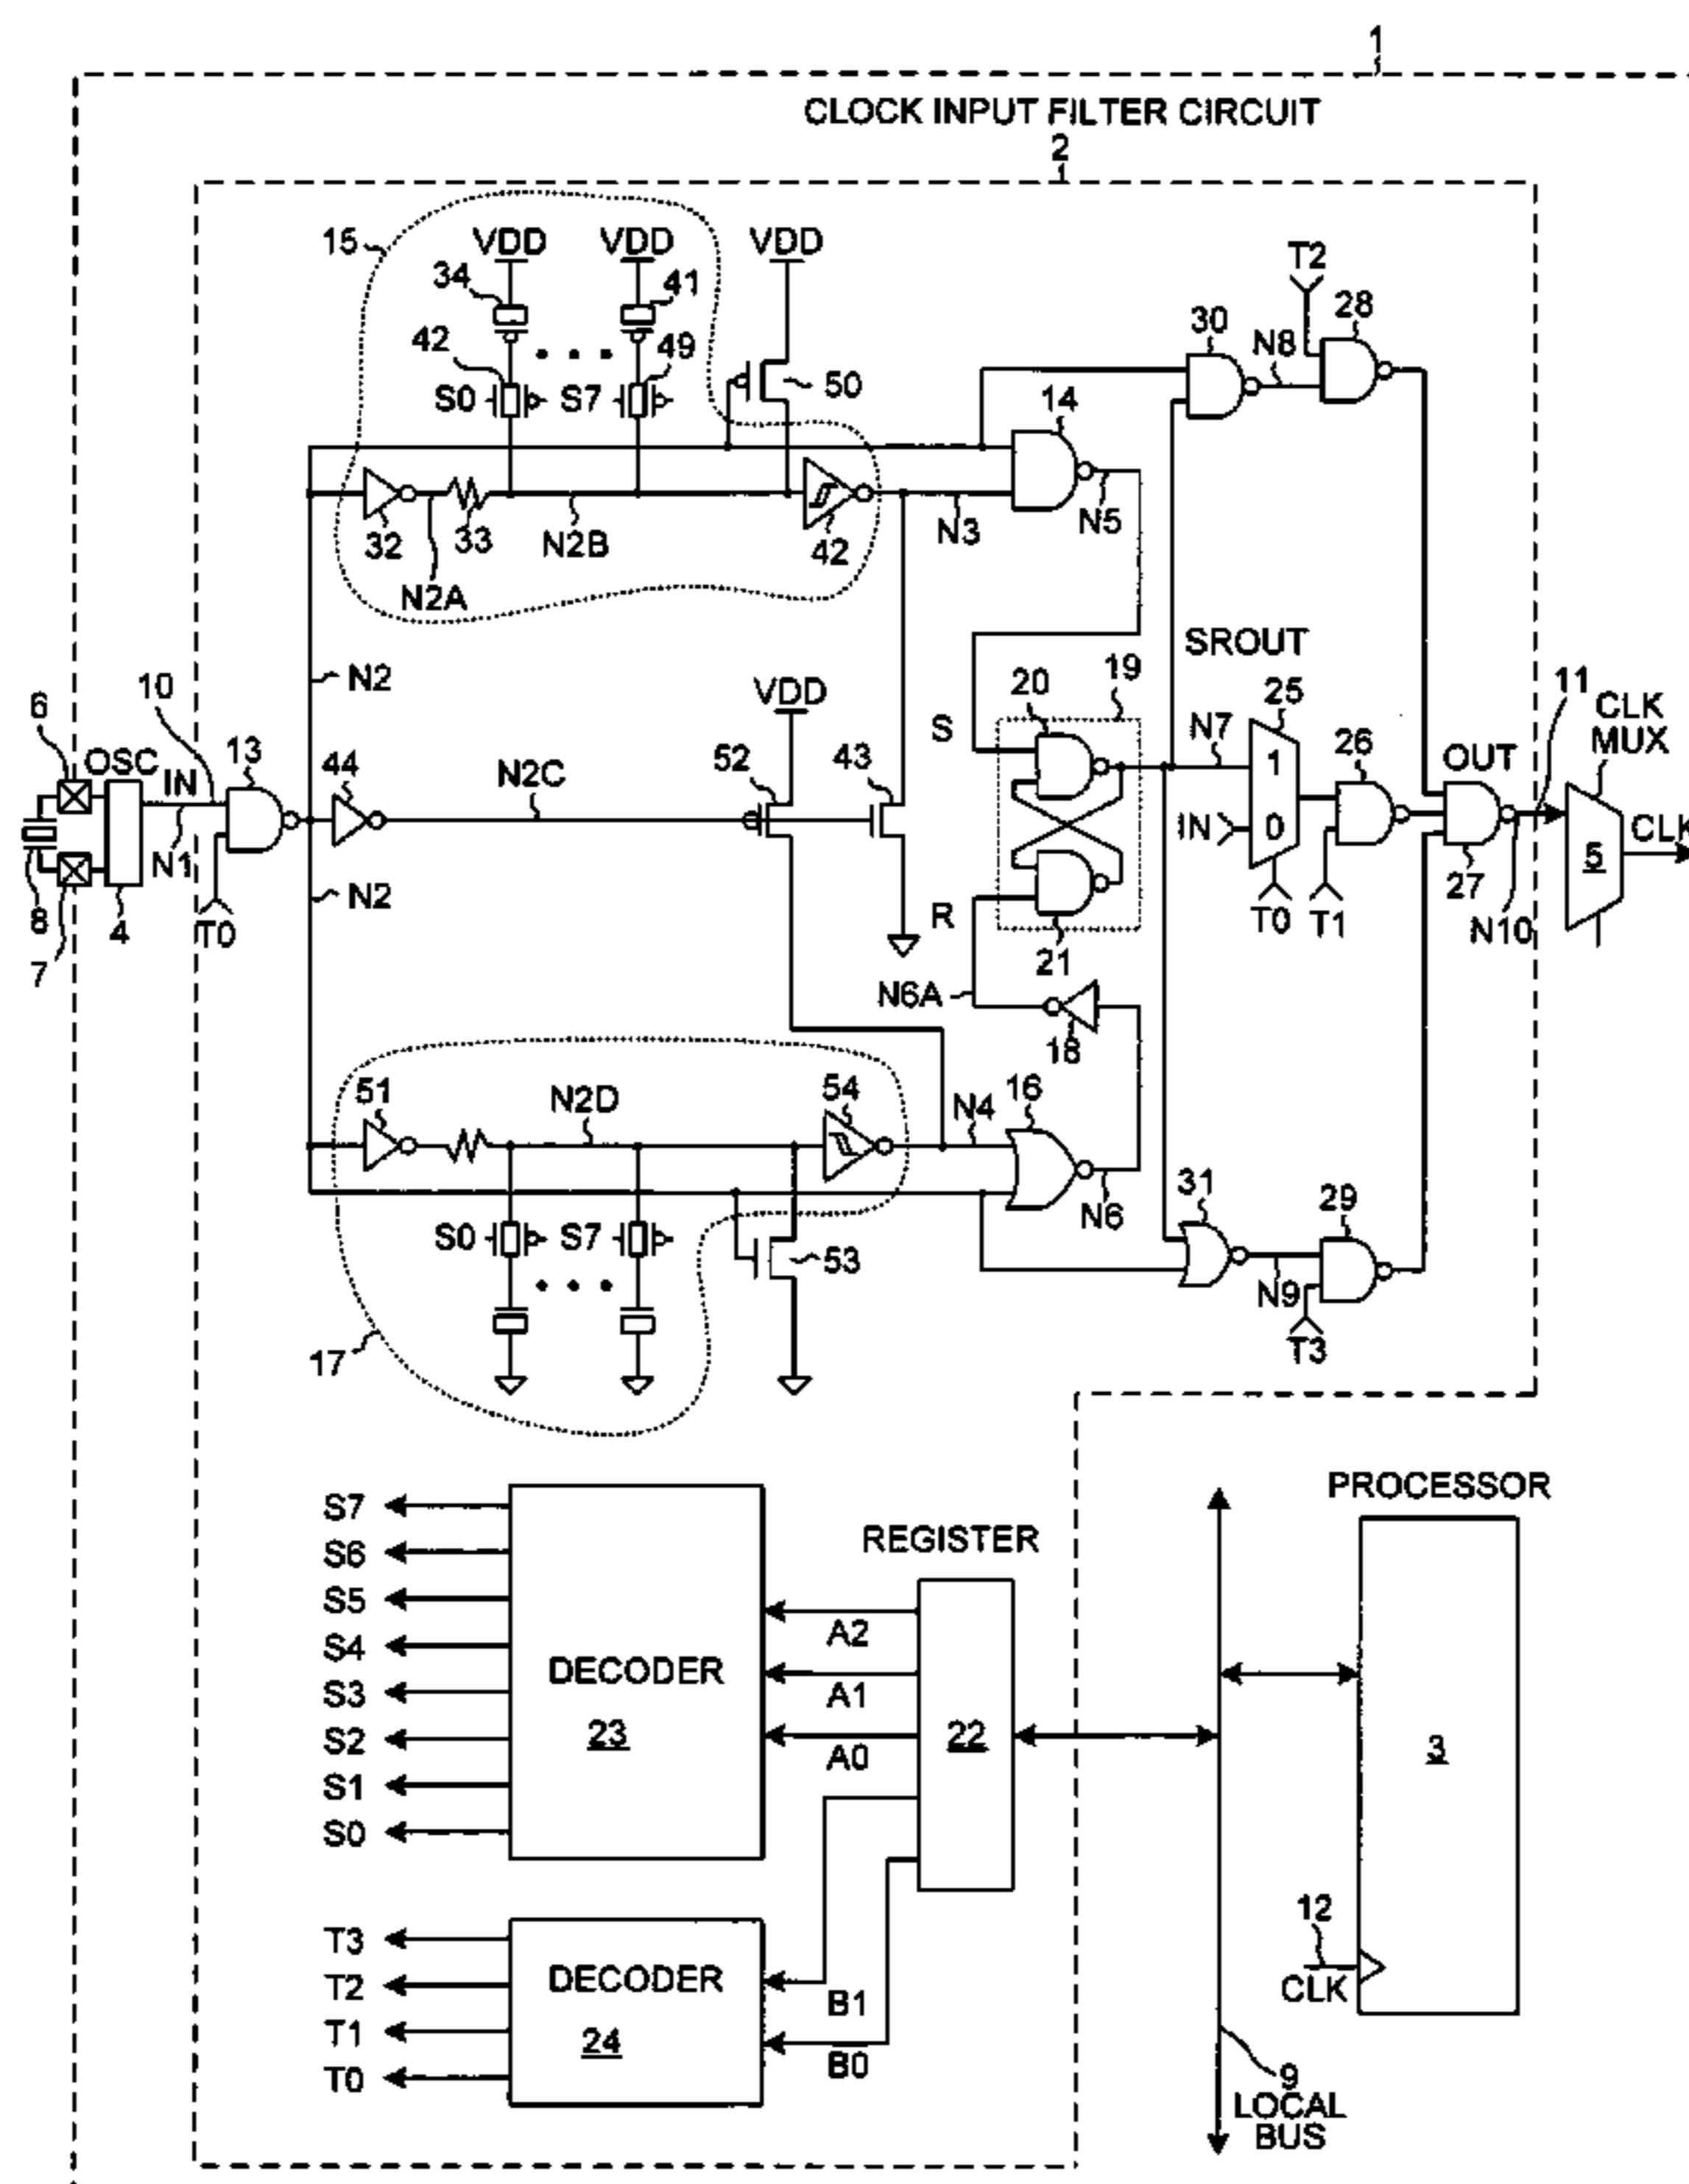 1
CLOCK INPUT FILTER CIRCUIT
2
15
VDD VDD VDD
34 41
42 49
S0 S7
50
T2
30 28
N8
14
32 33 N2B
N2A
42
N3
N5
N2
10
6
OSC IN
13
44
N2C
VDD
52 43
S
20 19
SROUT
25
N7
1
IN 0
26
11
CLK
MUX
OUT
5
CLK
8
7
4
N1
T0
N2
R
21
T0 T1
27
N10
N6A
18
51
N2D
54
N4
16
N6
31 29
N9
T3
S0 S7
53
17
S7
S6
S5
S4
S3
S2
S1
S0
DECODER
23
REGISTER
A2
A1
A0
22
PROCESSOR
3
12
CLK
T3
T2
T1
T0
DECODER
24
B1
B0
9
LOCAL
BUS